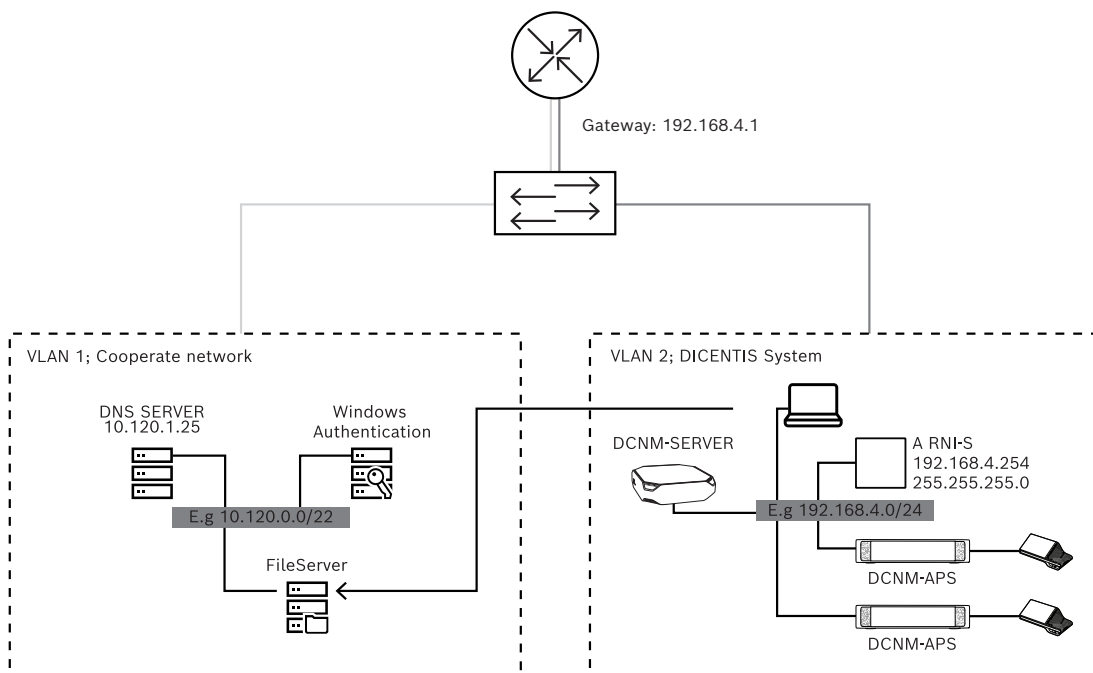 Gateway: 192.168.4.1
VLAN 1; Cooperate network
DNS SERVER
10.120.1.25
Windows
Authentication
E.g 10.120.0.0/22
FileServer
VLAN 2; DICENTIS System
DCNM-SERVER
A RNI-S
192.168.4.254
255.255.255.0
E.g 192.168.4.0/24
DCNM-APS
DCNM-APS